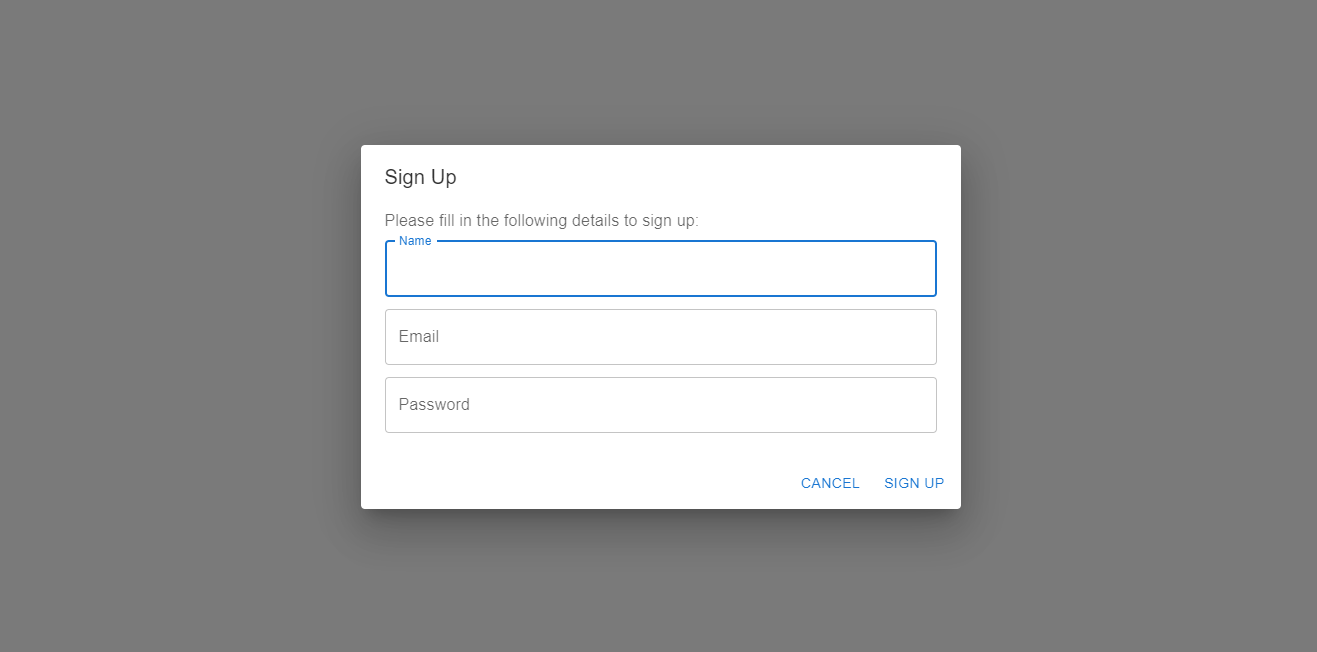 Sign Up
Please fill in the following details to sign up:
Name
Email
Password
CANCEL SIGN UP